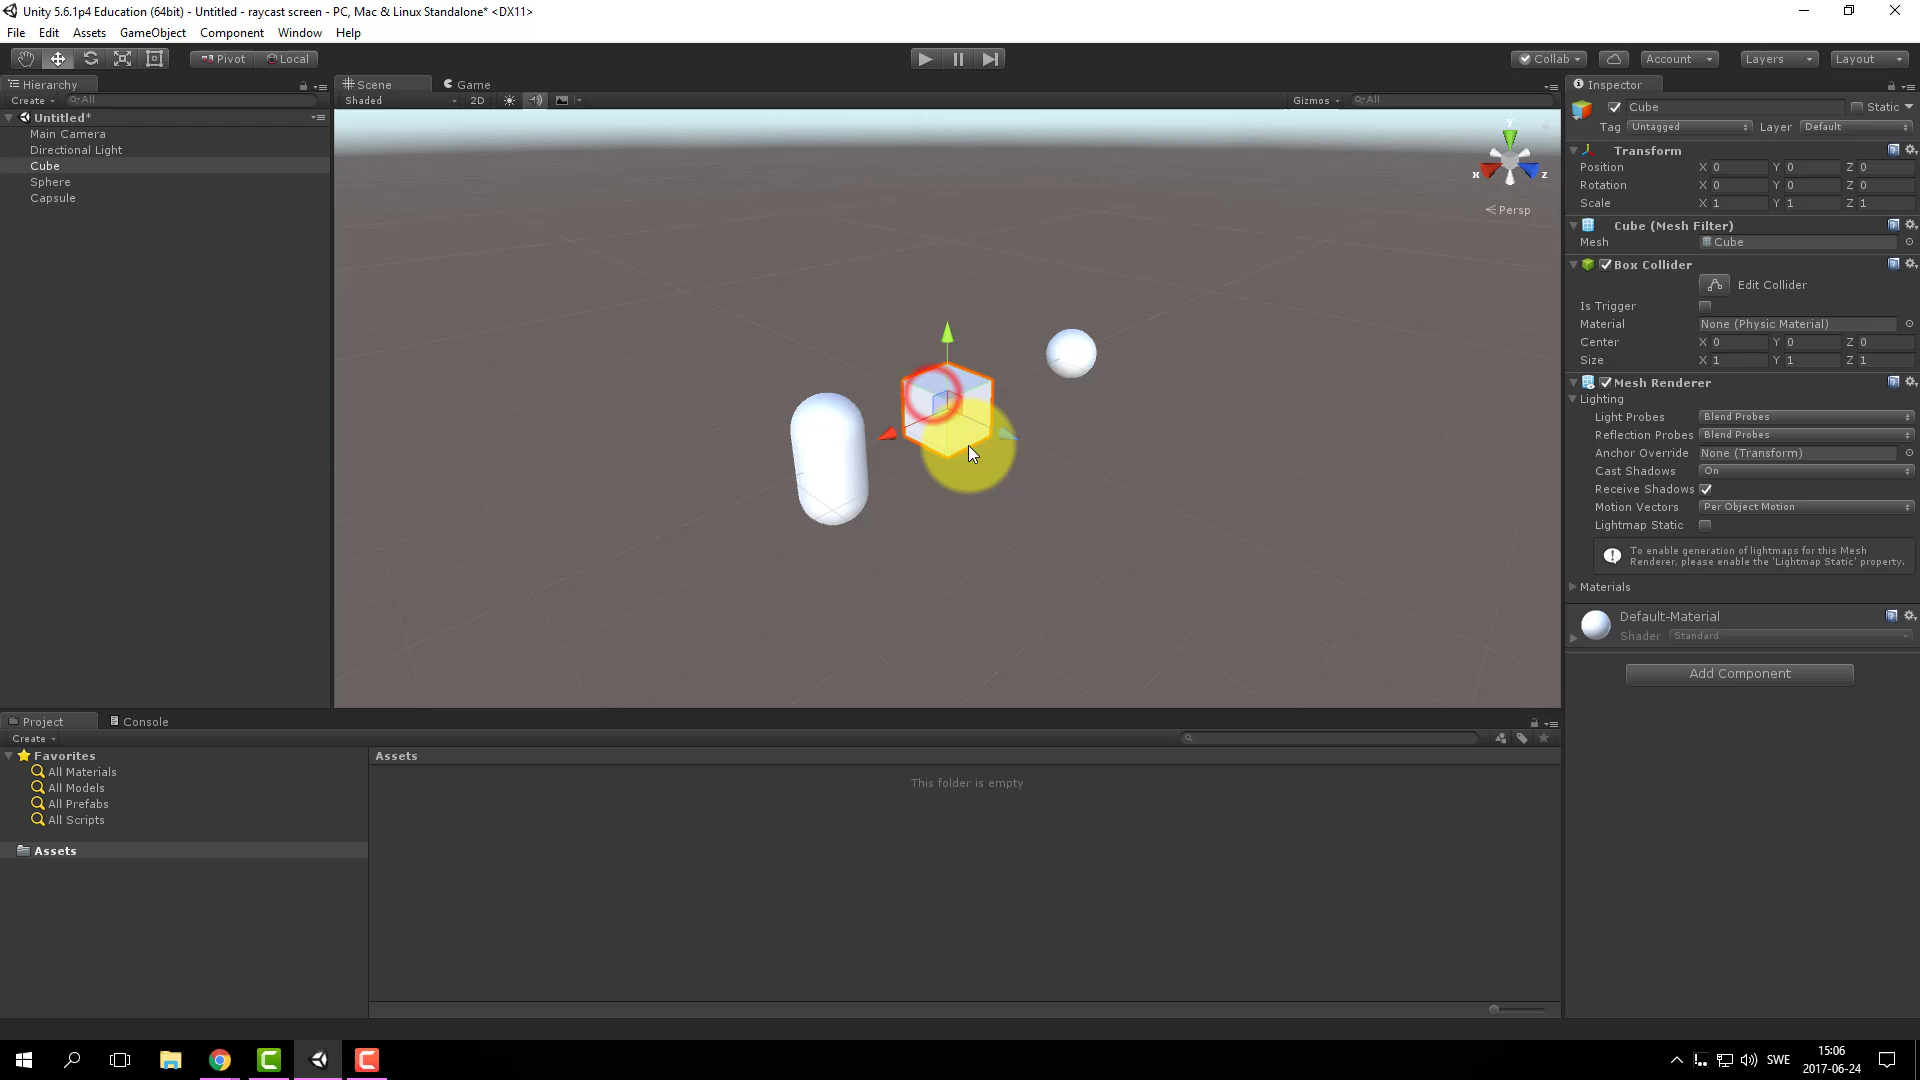 Unity 5.6.1p4 Education (64bit) - Untitled - raycast screen - PC, Mac & Linux Standalone* <DX11>
File Edit Assets GameObject Component Window Help
Pivot Local Collab Account Layers Layout
Hierarchy
Create All
Untitled*
Main Camera
Directional Light
Cube
Sphere
Capsule
Scene Game
Shaded 2D Gizmos All
y
x z
Persp
Inspector
Cube Static
Tag Untagged Layer Default
Transform
Position X 0 Y 0 Z 0
Rotation X 0 Y 0 Z 0
Scale X 1 Y 1 Z 1
Cube (Mesh Filter)
Mesh Cube
Box Collider
Edit Collider
Is Trigger
Material None (Physic Material)
Center X 0 Y 0 Z 0
Size X 1 Y 1 Z 1
Mesh Renderer
Lighting
Light Probes Blend Probes
Reflection Probes Blend Probes
Anchor Override None (Transform)
Cast Shadows On
Receive Shadows
Motion Vectors Per Object Motion
Lightmap Static
To enable generation of lightmaps for this Mesh
Renderer, please enable the 'Lightmap Static' property.
Materials
Default-Material
Shader Standard
Add Component
Project Console
Create
Favorites
All Materials
All Models
All Prefabs
All Scripts
Assets
Assets
This folder is empty
SWE
15:06
2017-06-24